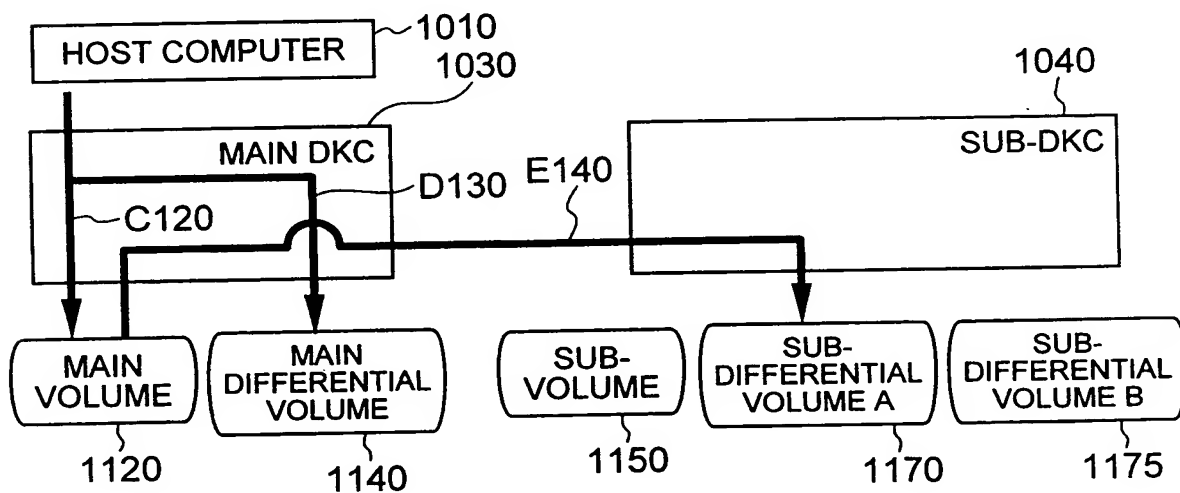 HOST COMPUTER
1010
1030
1040
MAIN DKC
SUB-DKC
D130
E140
C120
MAIN
VOLUME
MAIN
DIFFERENTIAL
VOLUME
SUB-
VOLUME
SUB-
DIFFERENTIAL
VOLUME A
SUB-
DIFFERENTIAL
VOLUME B
1120
1140
1150
1170
1175